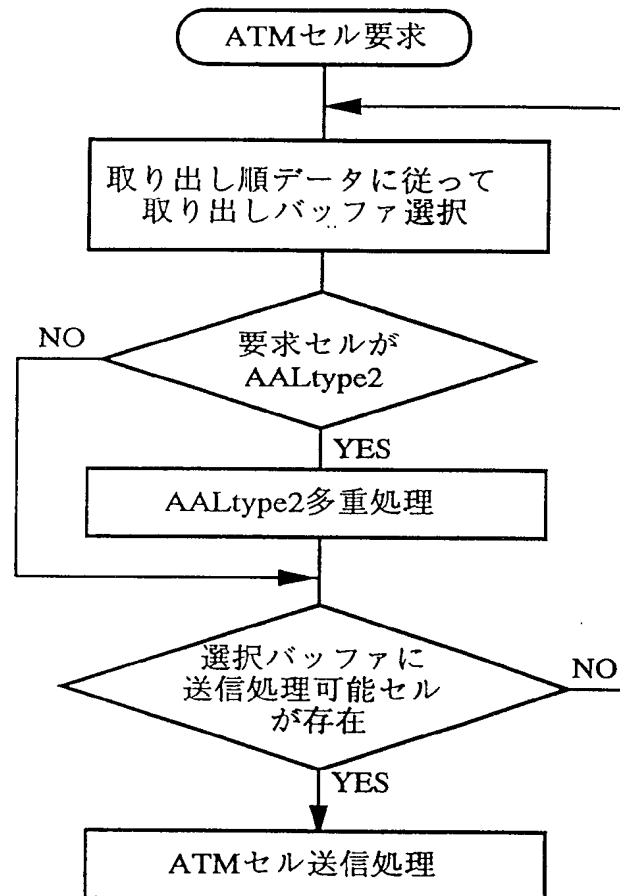 ATMセル要求
取り出し順データに従って
取り出しバッファ選択
NO
要求セルが
AALtype2
YES
AALtype2多重処理
選択バッファに
送信処理可能セル
が存在
NO
YES
ATMセル送信処理